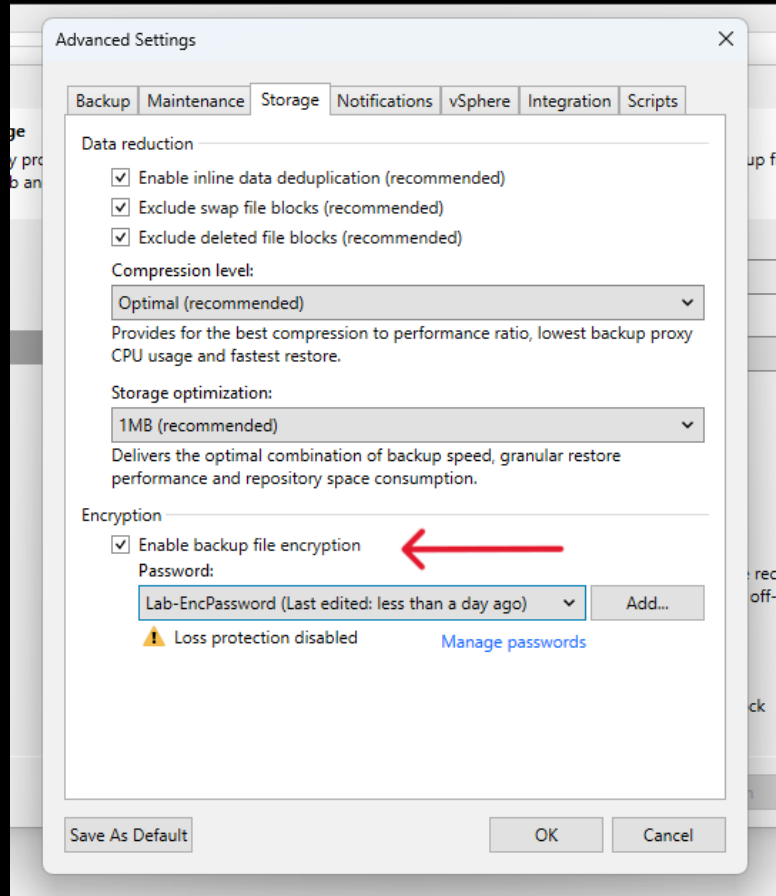 Advanced Settings
Backup
Maintenance
Storage
Notifications
vSphere
Integration
Scripts
Data reduction
Enable inline data deduplication (recommended)
Exclude swap file blocks (recommended)
Exclude deleted file blocks (recommended)
Compression level:
Optimal (recommended)
Provides for the best compression to performance ratio, lowest backup proxy
CPU usage and fastest restore.
Storage optimization:
1MB (recommended)
Delivers the optimal combination of backup speed, granular restore
performance and repository space consumption.
Encryption
Enable backup file encryption
Password:
Lab-EncPassword (Last edited: less than a day ago)
Add...
Loss protection disabled
Manage passwords
Save As Default
OK
Cancel